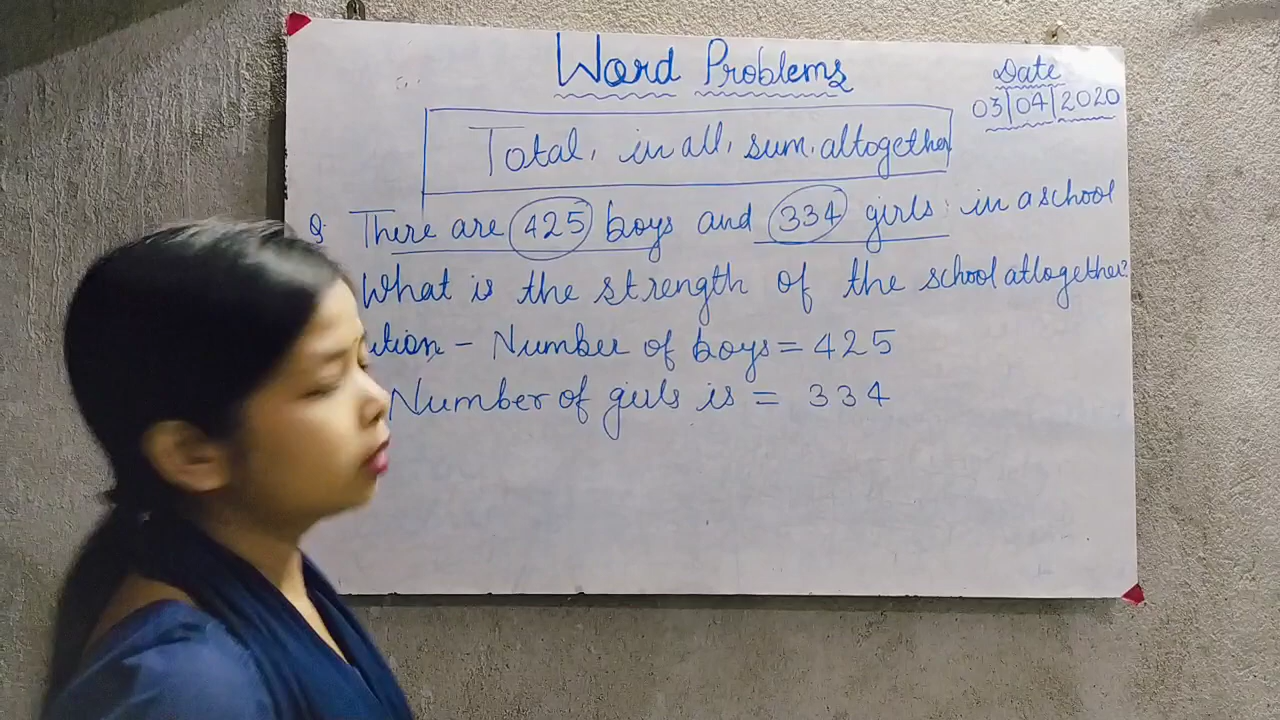 Word Problems
Date
03|04|2020
Total, in all, sum, altogether
Q. There are 425 boys and 334 girls in a school
What is the strength of the school altogether?
ution - Number of boys = 425
Number of girls is = 334